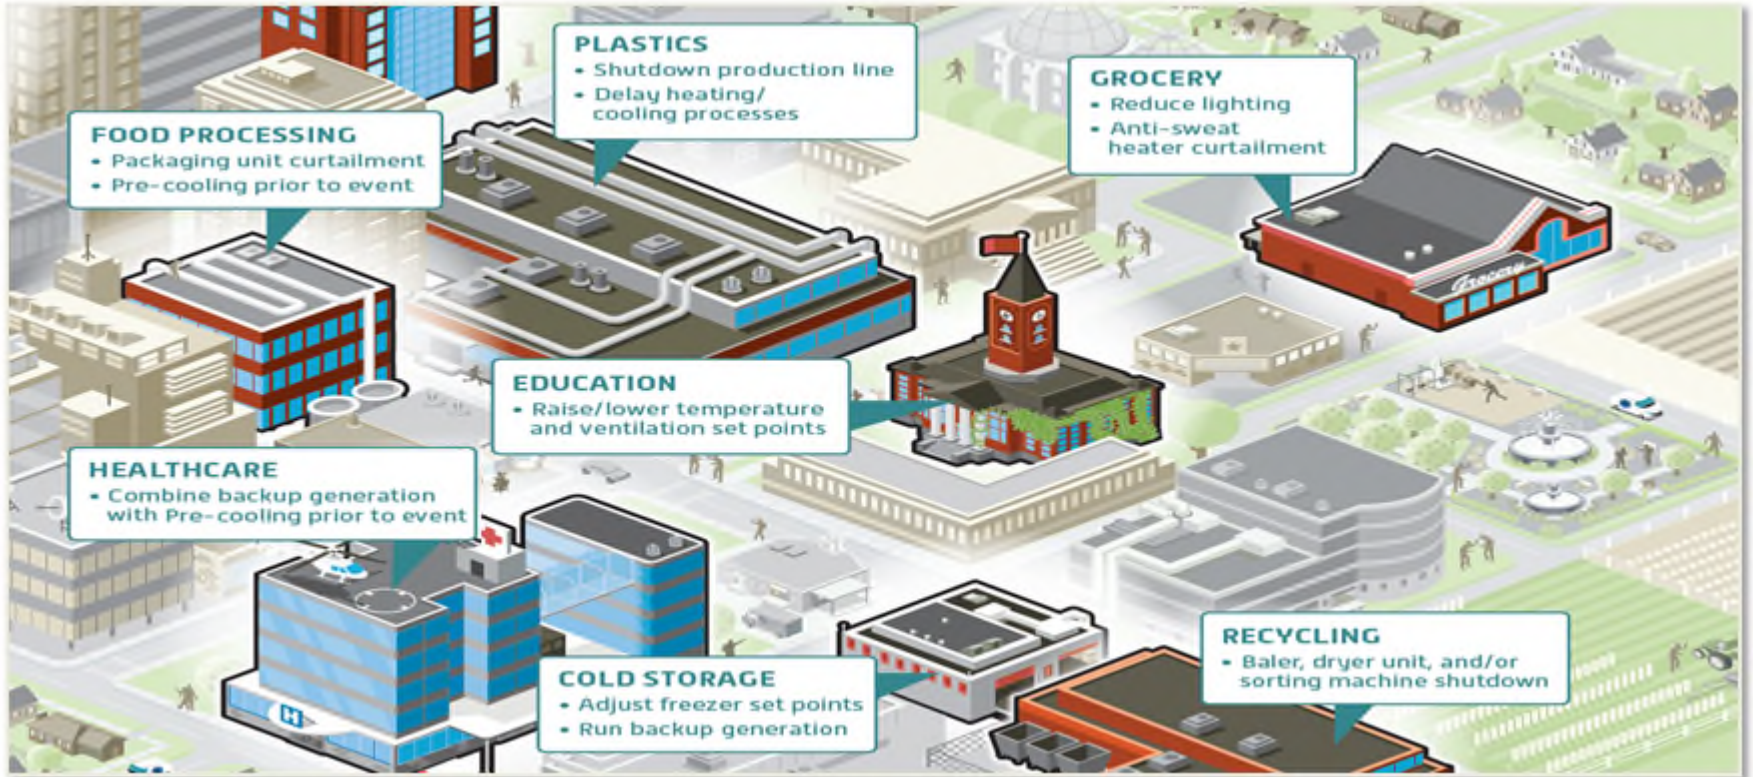 PLASTICS
• Shutdown production line
• Delay heating/
cooling processes
GROCERY
• Reduce lighting
• Anti-sweat
heater curtailment
FOOD PROCESSING
• Packaging unit curtailment
• Pre-cooling prior to event
Grocery
EDUCATION
• Raise/lower temperature
and ventilation set points
HEALTHCARE
• Combine backup generation
with Pre-cooling prior to event
H
COLD STORAGE
• Adjust freezer set points
• Run backup generation
RECYCLING
• Baler, dryer unit, and/or
sorting machine shutdown